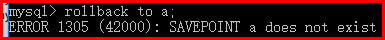 mysql> rollback to a;
ERROR 1305 (42000): SAVEPOINT a does not exist